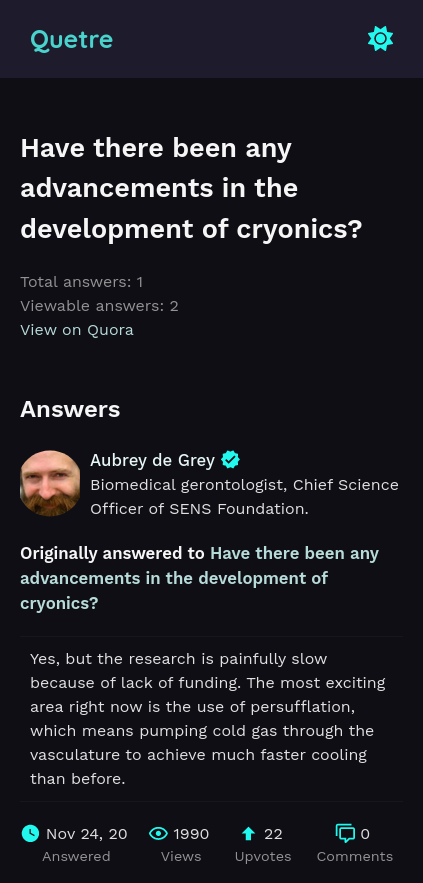 Quetre
Have there been any
advancements in the
development of cryonics?
Total answers: 1
Viewable answers: 2
View on Quora
Answers
Aubrey de Grey
Biomedical gerontologist, Chief Science
Officer of SENS Foundation.
Originally answered to Have there been any
advancements in the development of
cryonics?
Yes, but the research is painfully slow
because of lack of funding. The most exciting
area right now is the use of persufflation,
which means pumping cold gas through the
vasculature to achieve much faster cooling
than before.
Nov 24, 20 1990 22 0
Answered Views Upvotes Comments